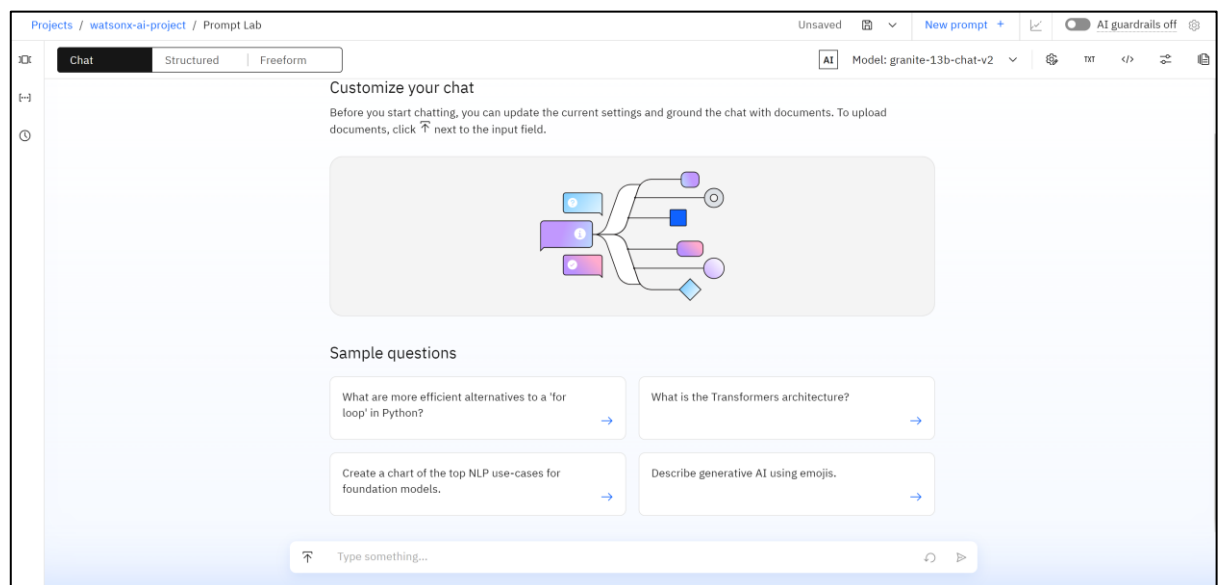 Projects / watsonx-ai-project / Prompt Lab
Unsaved
New prompt +
AI guardrails off
Chat
Structured
Freeform
AI
Model: granite-13b-chat-v2
TXT
</>
Customize your chat
Before you start chatting, you can update the current settings and ground the chat with documents. To upload
documents, click next to the input field.
Sample questions
What are more efficient alternatives to a 'for
loop' in Python?
What is the Transformers architecture?
Create a chart of the top NLP use-cases for
foundation models.
Describe generative AI using emojis.
Type something...